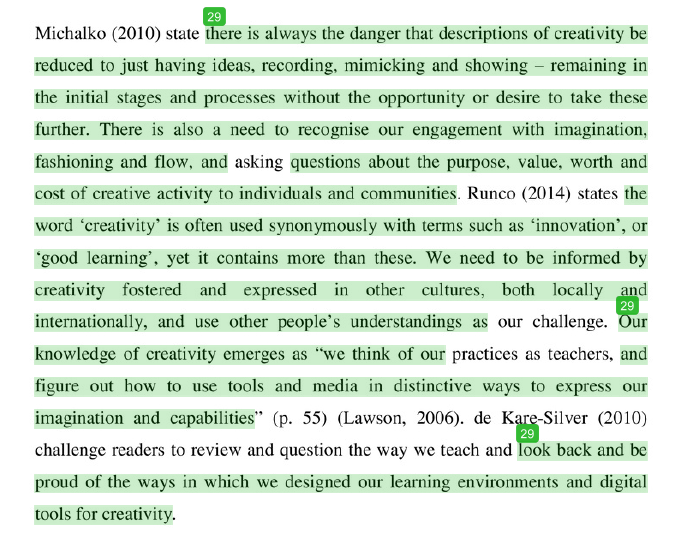 29
Michalko (2010) state there is always the danger that descriptions of creativity be
reduced to just having ideas, recording, mimicking and showing – remaining in
the initial stages and processes without the opportunity or desire to take these
further. There is also a need to recognise our engagement with imagination,
fashioning and flow, and asking questions about the purpose, value, worth and
cost of creative activity to individuals and communities. Runco (2014) states the
word ‘creativity’ is often used synonymously with terms such as ‘innovation’, or
‘good learning’, yet it contains more than these. We need to be informed by
creativity fostered and expressed in other cultures, both locally and
29
internationally, and use other people’s understandings as our challenge. Our
knowledge of creativity emerges as “we think of our practices as teachers, and
figure out how to use tools and media in distinctive ways to express our
imagination and capabilities” (p. 55) (Lawson, 2006). de Kare-Silver (2010)
29
challenge readers to review and question the way we teach and look back and be
proud of the ways in which we designed our learning environments and digital
tools for creativity.